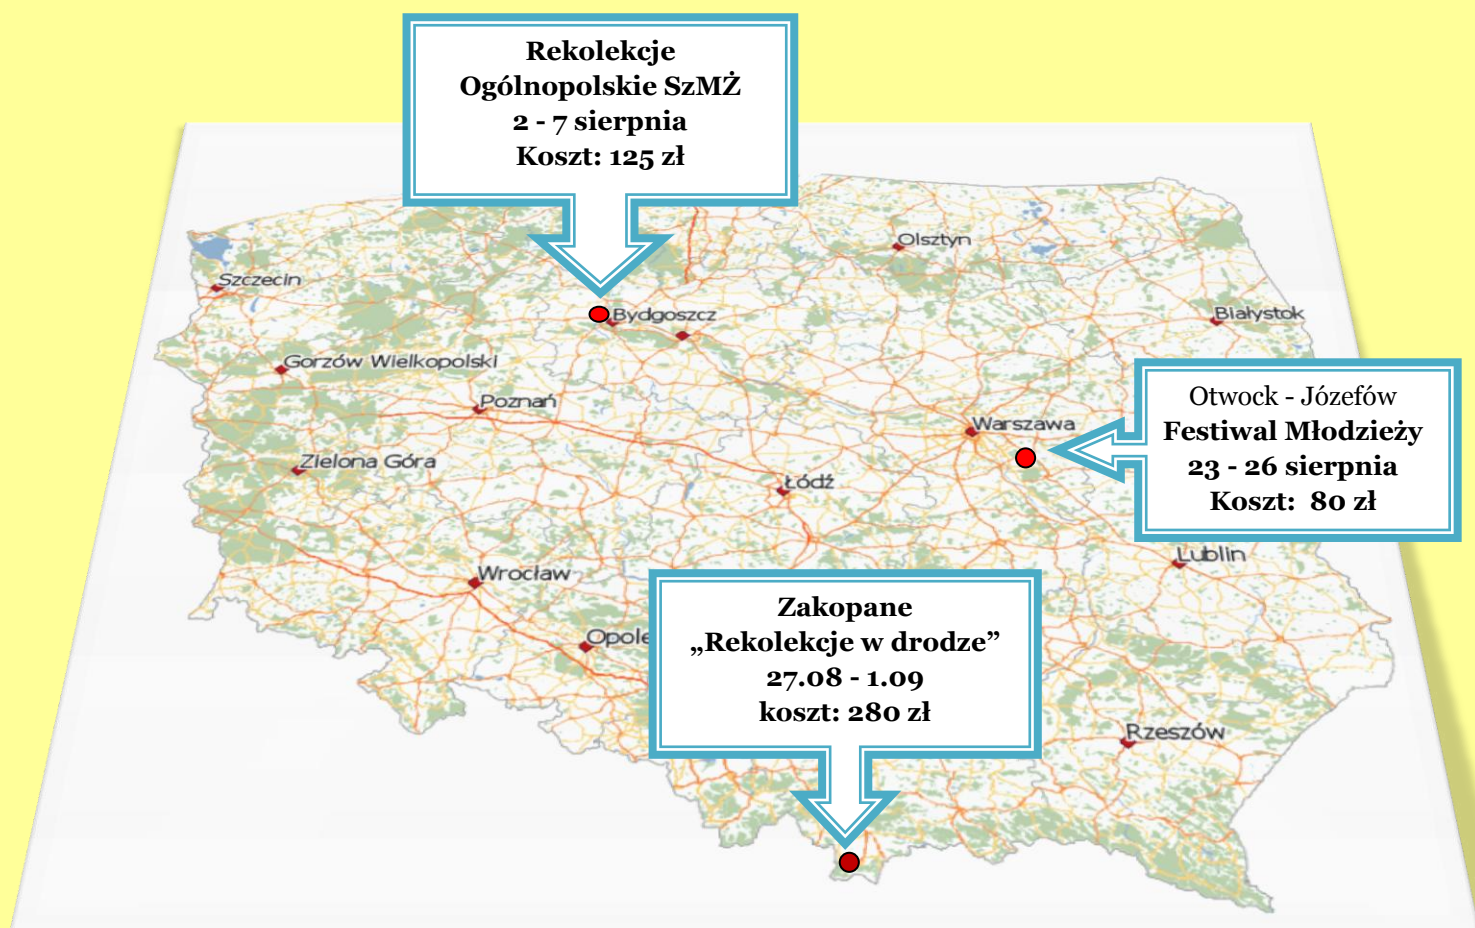 Rekolekcje
Ogólnopolskie SzMŻ
2 - 7 sierpnia
Koszt: 125 zł
Olsztyn
Szczecin
Bydgoszcz
Białystok
Gorzów Wielkopolski
Poznań
Warszawa
Otwock - Józefów
Festiwal Młodzieży
23 - 26 sierpnia
Koszt: 80 zł
Zielona Góra
Łódź
Lublin
Wrocław
Opole
Zakopane
„Rekolekcje w drodze”
27.08 - 1.09
koszt: 280 zł
Rzeszów